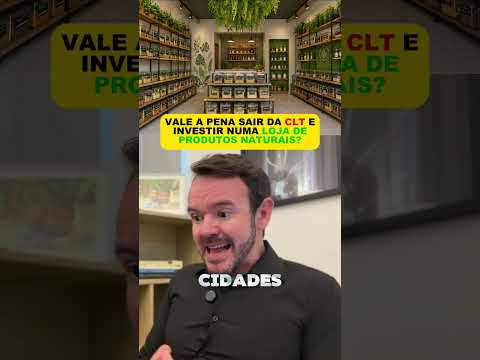 VALE A PENA SAIR DA CLT E
INVESTIR NUMA LOJA DE
PRODUTOS NATURAIS?
CIDADES